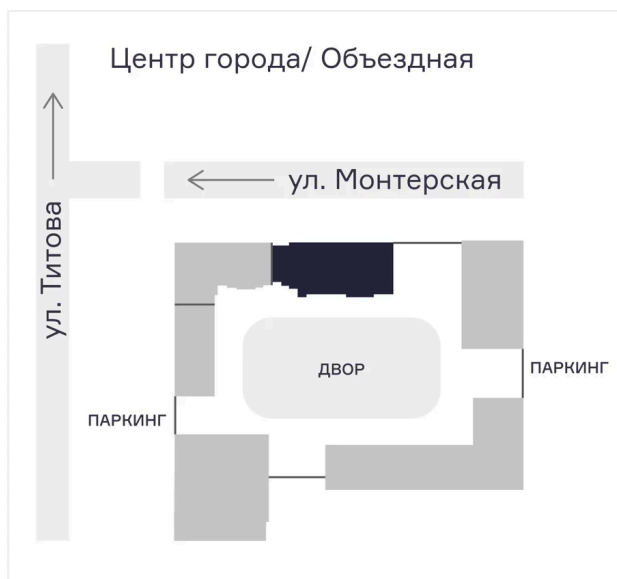 Центр города/ Объездная
ул. Монтерская
ул. Титова
ДВОР
ПАРКИНГ
ПАРКИНГ